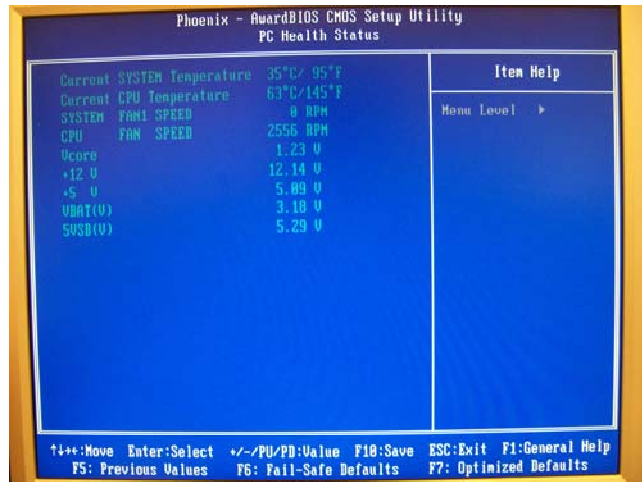 Phoenix - AwardBIOS CMOS Setup Utility
PC Health Status
Current SYSTEM Temperature 35°C/ 95°F
Current CPU Temperature 63°C/145°F
SYSTEM FAN1 SPEED 0 RPM
CPU FAN SPEED 2556 RPM
Vcore 1.23 V
+12 V 12.14 V
+5 V 5.09 V
VBAT(V) 3.18 V
5VSB(V) 5.29 V
Item Help
Menu Level ▶
↑↓→←:Move Enter:Select +/-/PU/PD:Value F10:Save ESC:Exit F1:General Help
F5: Previous Values F6: Fail-Safe Defaults F7: Optimized Defaults